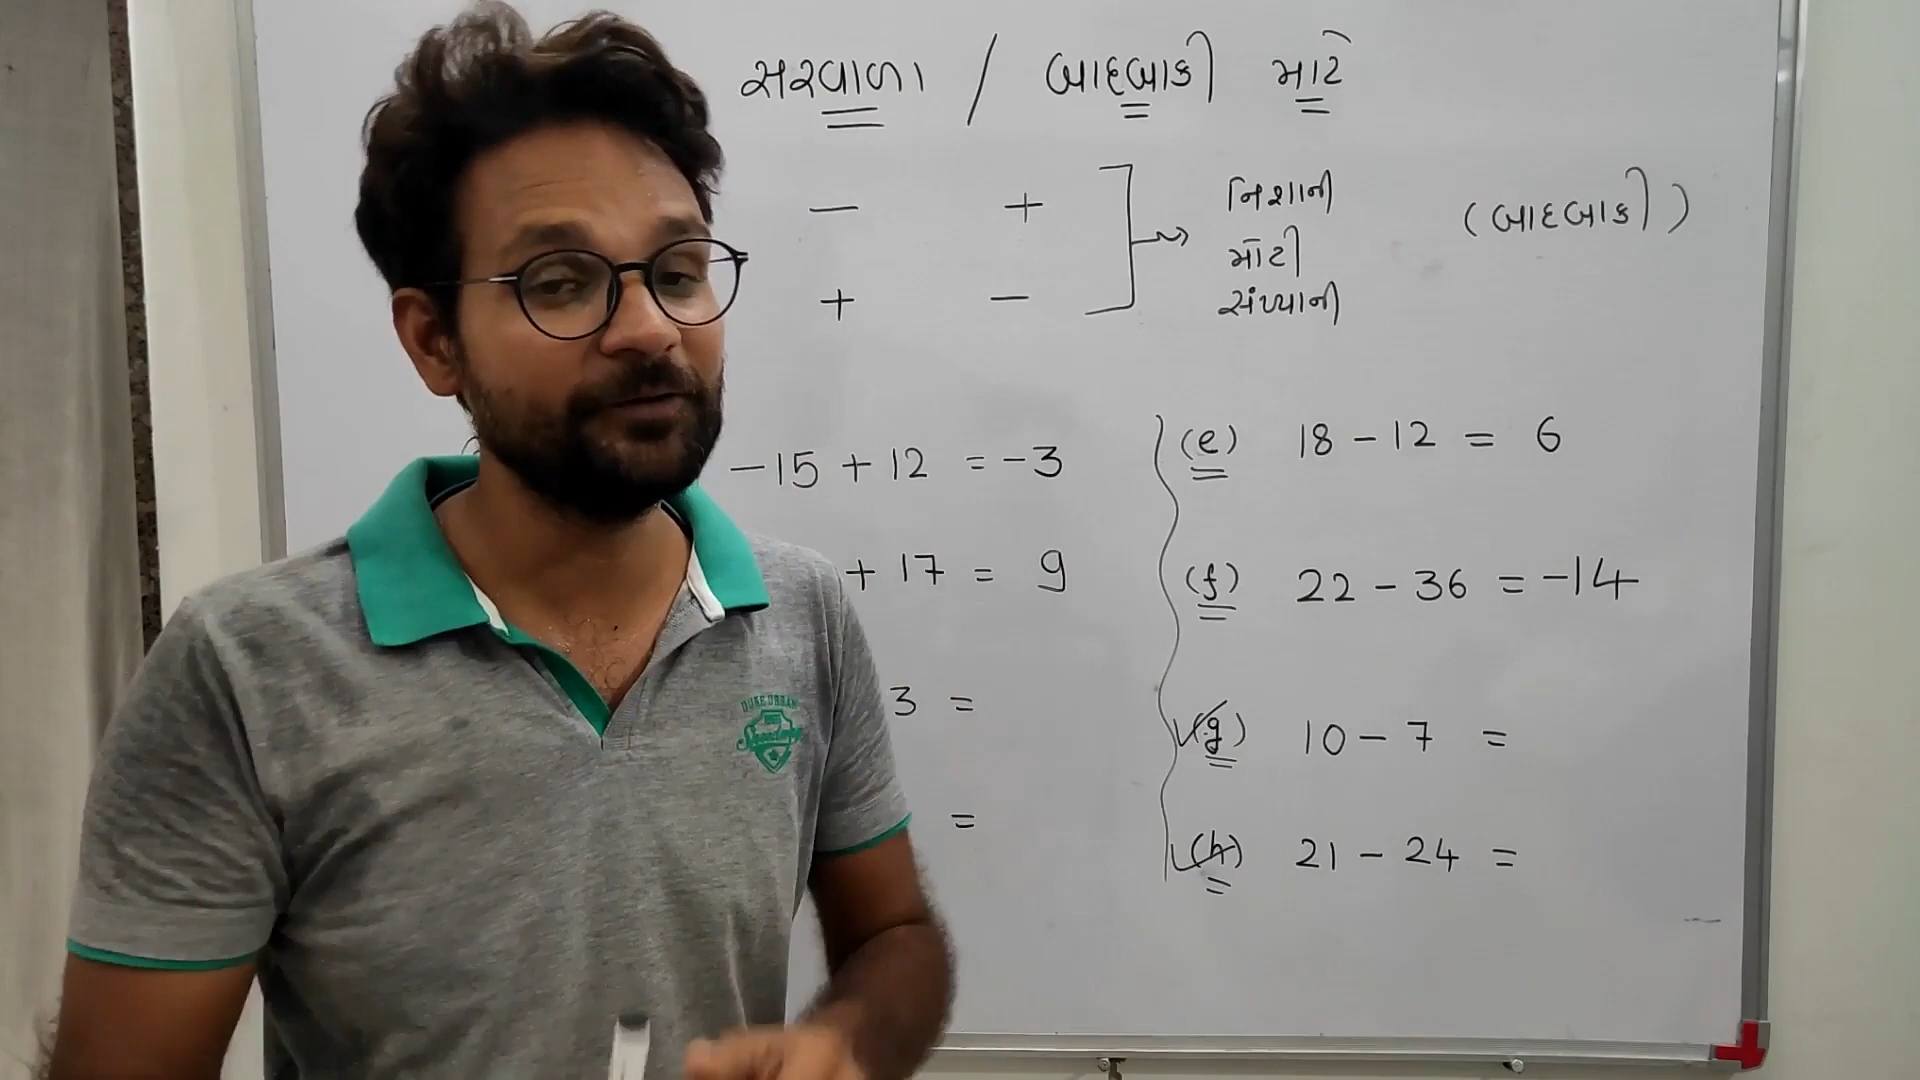 સરવાળા / બાદબાકી માટે
− +
+ −
નિશાની
મોટી
સંખ્યાની
(બાદબાકી)
−15 + 12 = −3
+ 17 = 9
3 =
=
(e) 18 − 12 = 6
(f) 22 − 36 = −14
(g) 10 − 7 =
(h) 21 − 24 =